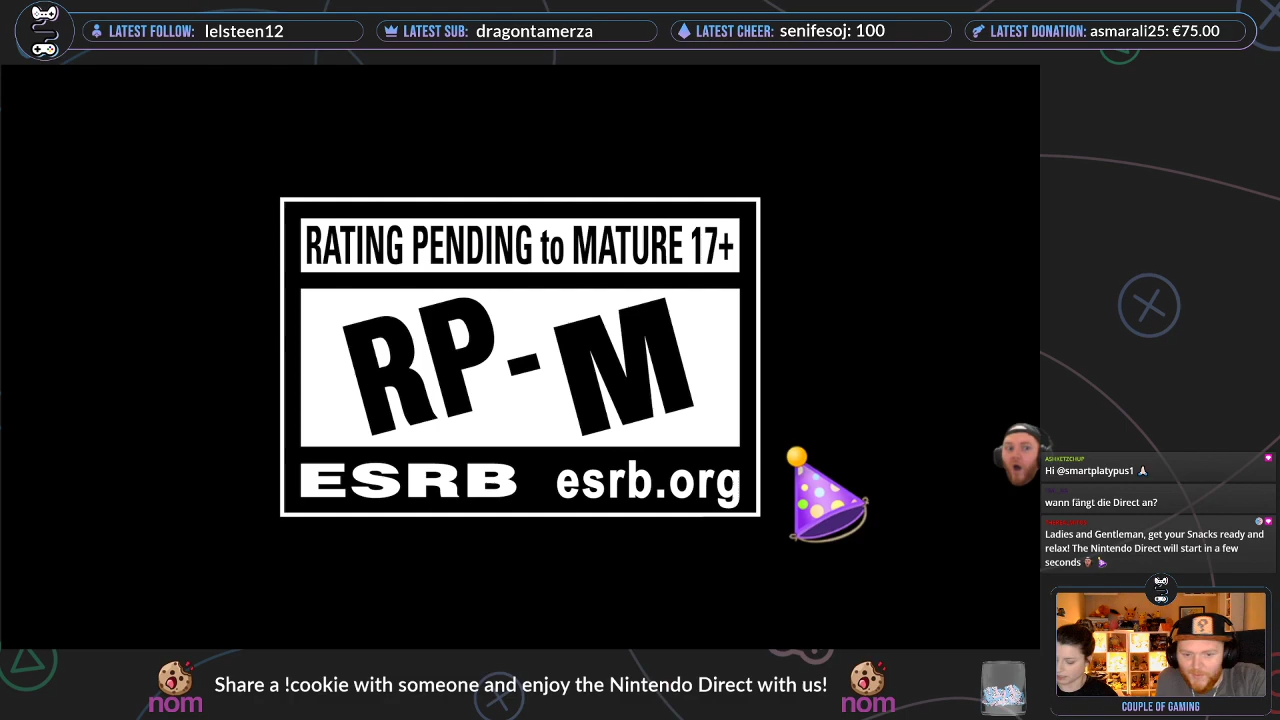 LATEST FOLLOW: lelsteen12
LATEST SUB: dragontamerza
LATEST CHEER: senifesoj: 100
LATEST DONATION: asmarali25: €75.00
RATING PENDING to MATURE 17+
RP-M
ESRB esrb.org
ASHKETZCHUP
Hi @smartplatypus1
wann fängt die Direct an?
Ladies and Gentleman, get your Snacks ready and
relax! The Nintendo Direct will start in a few
seconds
nom
Share a !cookie with someone and enjoy the Nintendo Direct with us!
nom
COUPLE OF GAMING